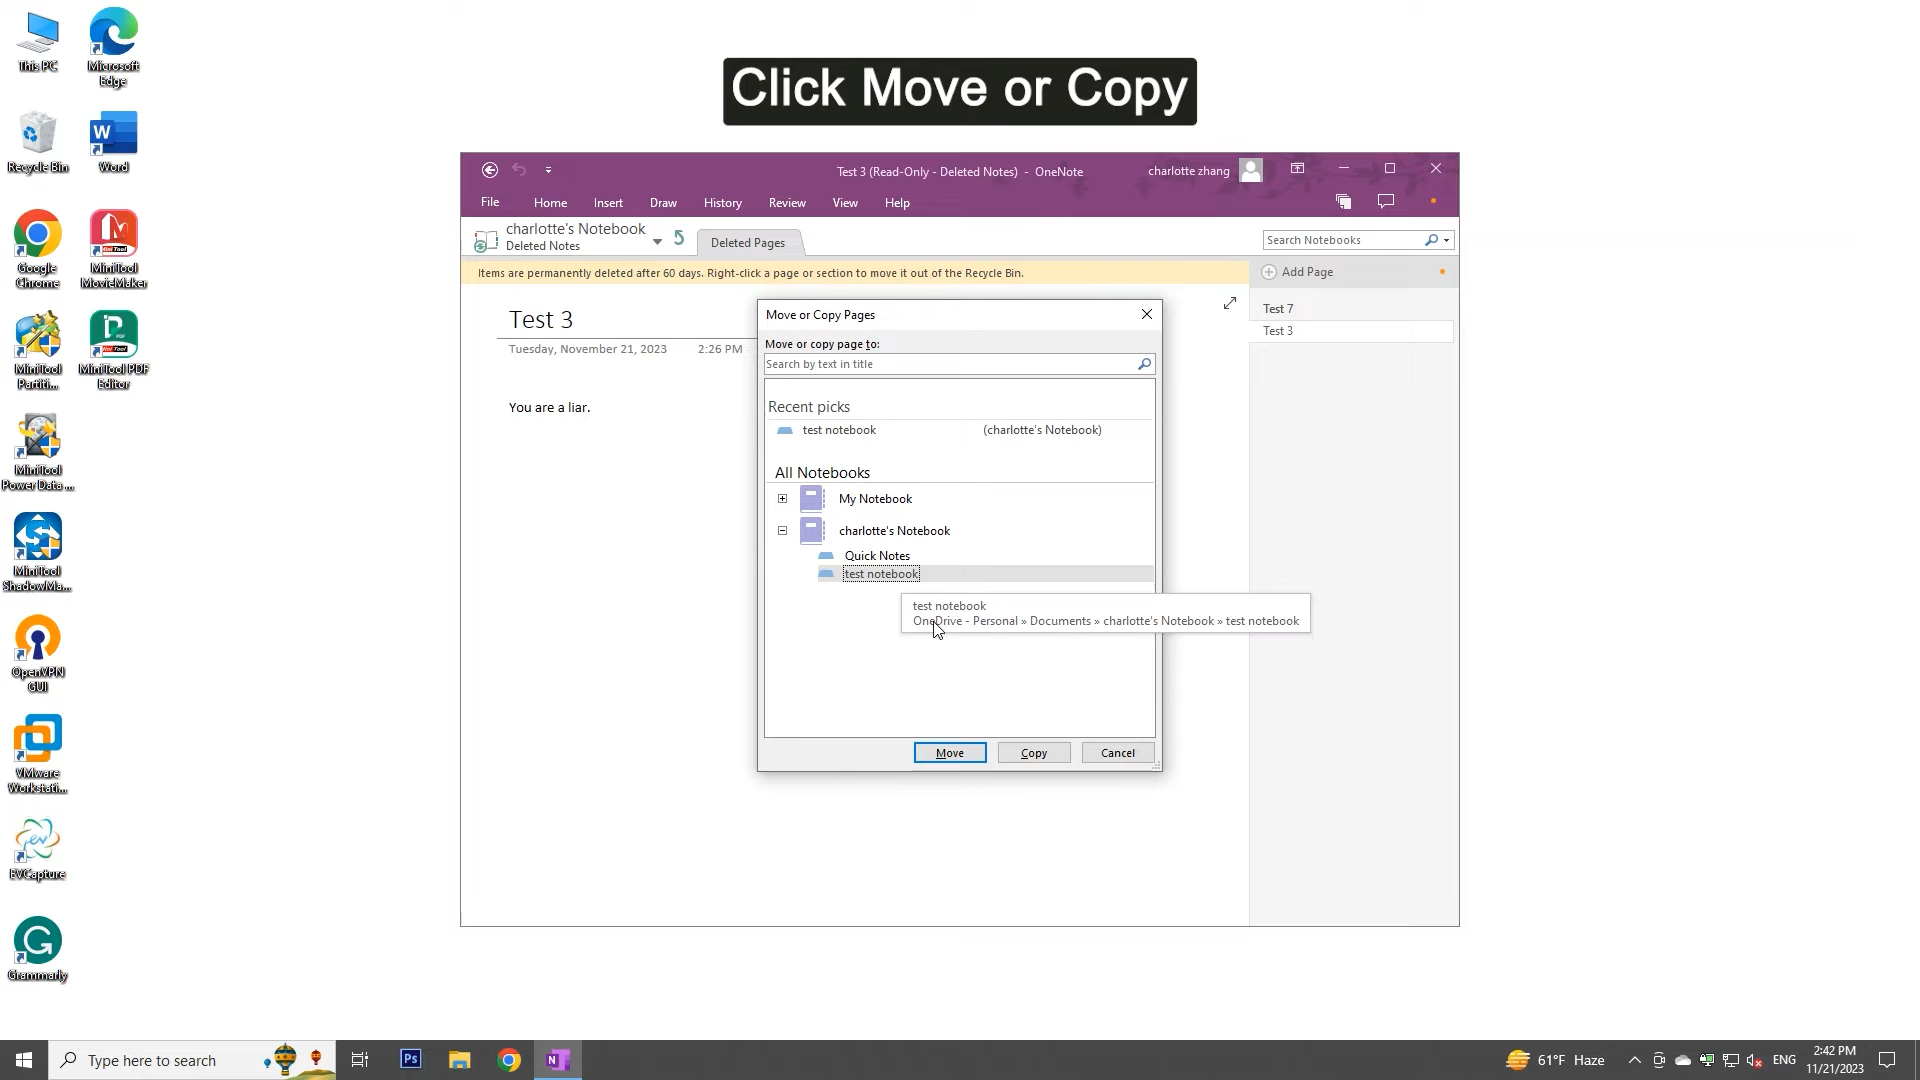 Click Move or Copy
This PC
Microsoft
Edge
Recycle Bin
Word
Google
Chrome
MiniTool
MovieMaker
MiniTool
Partiti...
MiniTool PDF
Editor
MiniTool
Power Data ...
MiniTool
ShadowMa...
OpenVPN
GUI
VMware
Workstati...
EVCapture
Grammarly
Test 3 (Read-Only - Deleted Notes) - OneNote
charlotte zhang
File
Home
Insert
Draw
History
Review
View
Help
charlotte's Notebook
Deleted Notes
Deleted Pages
Search Notebooks
Items are permanently deleted after 60 days. Right-click a page or section to move it out of the Recycle Bin.
Add Page
Test 7
Test 3
Test 3
Tuesday, November 21, 2023 2:26 PM
You are a liar.
Move or Copy Pages
Move or copy page to:
Search by text in title
Recent picks
test notebook (charlotte's Notebook)
All Notebooks
My Notebook
charlotte's Notebook
Quick Notes
test notebook
test notebook
OneDrive - Personal » Documents » charlotte's Notebook » test notebook
Move
Copy
Cancel
Type here to search
Ps
61°F Haze
ENG
2:42 PM
11/21/2023